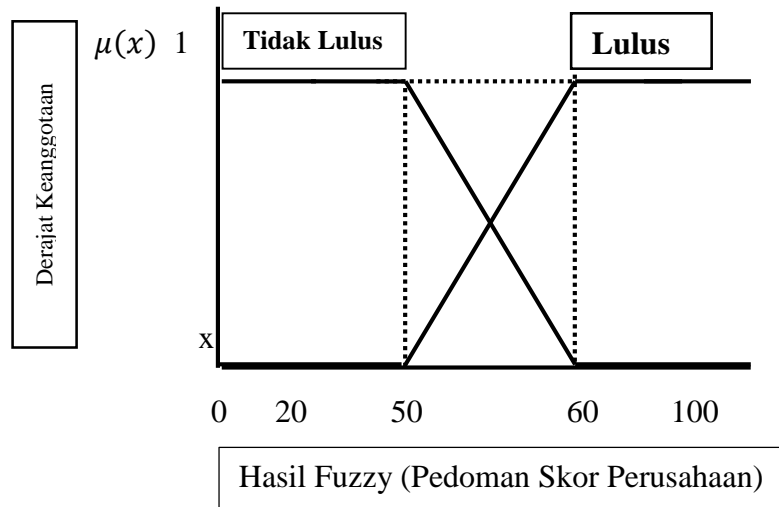 μ(x) 1
Tidak Lulus
Lulus
Derajat Keanggotaan
x
0 20 50 60 100
Hasil Fuzzy (Pedoman Skor Perusahaan)